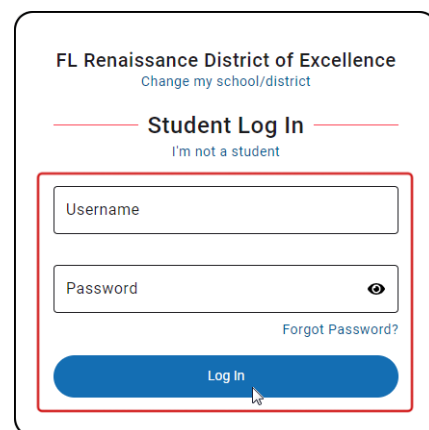 FL Renaissance District of Excellence
Change my school/district
Student Log In
I'm not a student
Username
Password
Forgot Password?
Log In